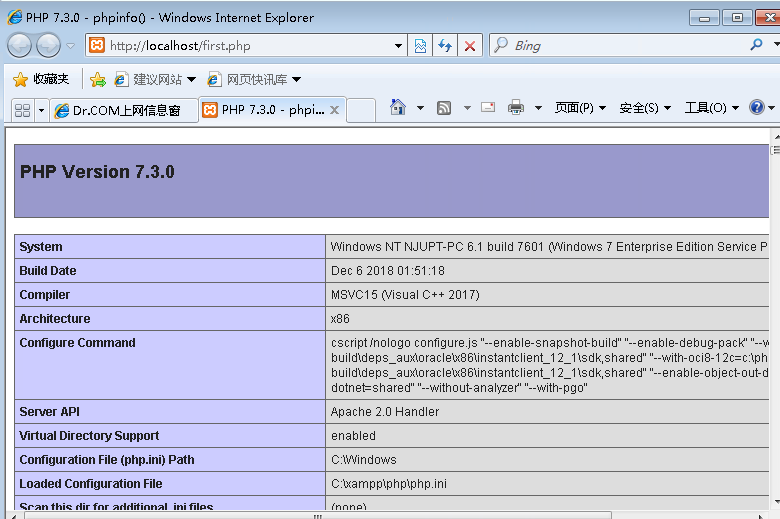 PHP 7.3.0 - phpinfo() - Windows Internet Explorer
http://localhost/first.php
Bing
收藏夹
建议网站
网页快讯库
Dr.COM上网信息窗
PHP 7.3.0 - phpi...
页面(P)
安全(S)
工具(O)
PHP Version 7.3.0
System
Windows NT NJUPT-PC 6.1 build 7601 (Windows 7 Enterprise Edition Service P
Build Date
Dec 6 2018 01:51:18
Compiler
MSVC15 (Visual C++ 2017)
Architecture
x86
Configure Command
cscript /nologo configure.js "--enable-snapshot-build" "--enable-debug-pack" "--w
build\deps_aux\oracle\x86\instantclient_12_1\sdk,shared" "--with-oci8-12c=c:\ph
build\deps_aux\oracle\x86\instantclient_12_1\sdk,shared" "--enable-object-out-d
dotnet=shared" "--without-analyzer" "--with-pgo"
Server API
Apache 2.0 Handler
Virtual Directory Support
enabled
Configuration File (php.ini) Path
C:\Windows
Loaded Configuration File
C:\xampp\php\php.ini
Scan this dir for additional .ini files
(none)